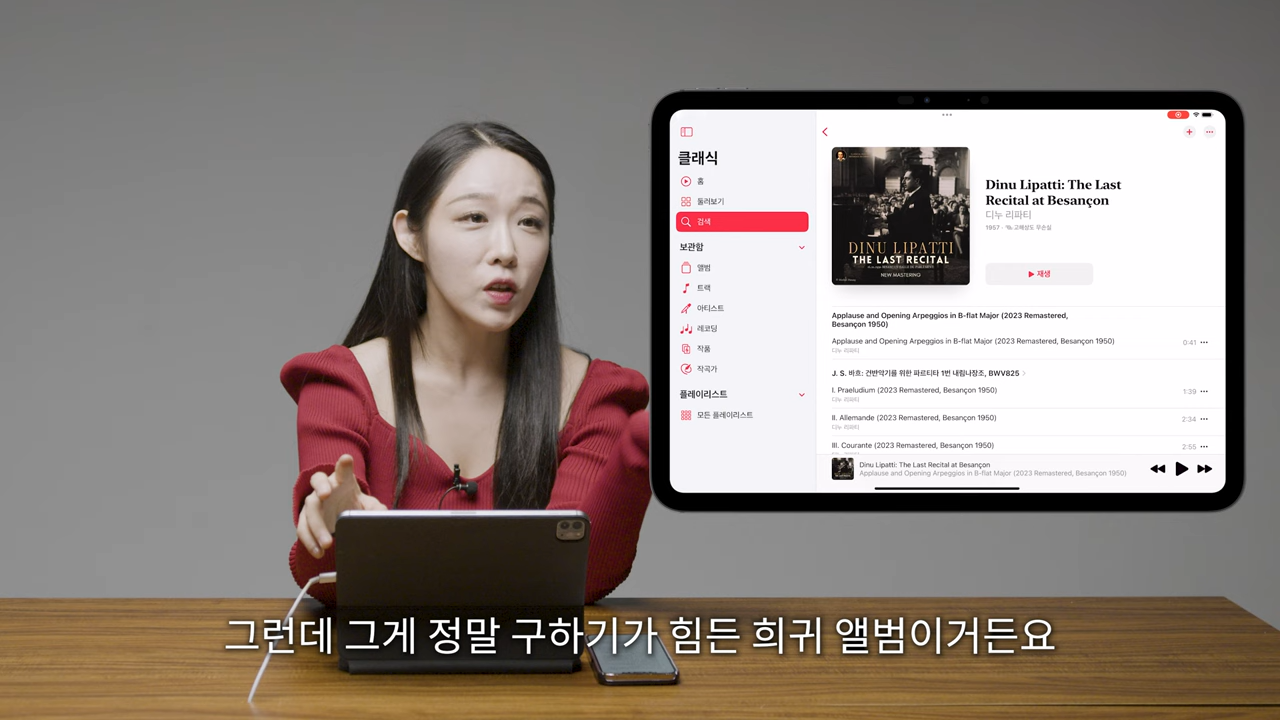 클래식
홈
둘러보기
검색
보관함
앨범
트랙
아티스트
레코딩
작품
작곡가
플레이리스트
모든 플레이리스트
DINU LIPATTI
THE LAST RECITAL
NEW MASTERING
Dinu Lipatti: The Last
Recital at Besançon
디누 리파티
1957 · 고해상도 무손실
재생
Applause and Opening Arpeggios in B-flat Major (2023 Remastered,
Besançon 1950)
Applause and Opening Arpeggios in B-flat Major (2023 Remastered, Besançon 1950)
0:41
디누 리파티
J. S. 바흐: 건반악기를 위한 파르티타 1번 내림나장조, BWV825
I. Praeludium (2023 Remastered, Besançon 1950)
1:39
디누 리파티
II. Allemande (2023 Remastered, Besançon 1950)
2:34
디누 리파티
III. Courante (2023 Remastered, Besançon 1950)
2:55
Dinu Lipatti: The Last Recital at Besançon
Applause and Opening Arpeggios in B-flat Major (2023 Remastered, Besançon 1950)
그런데 그게 정말 구하기가 힘든 희귀 앨범이거든요